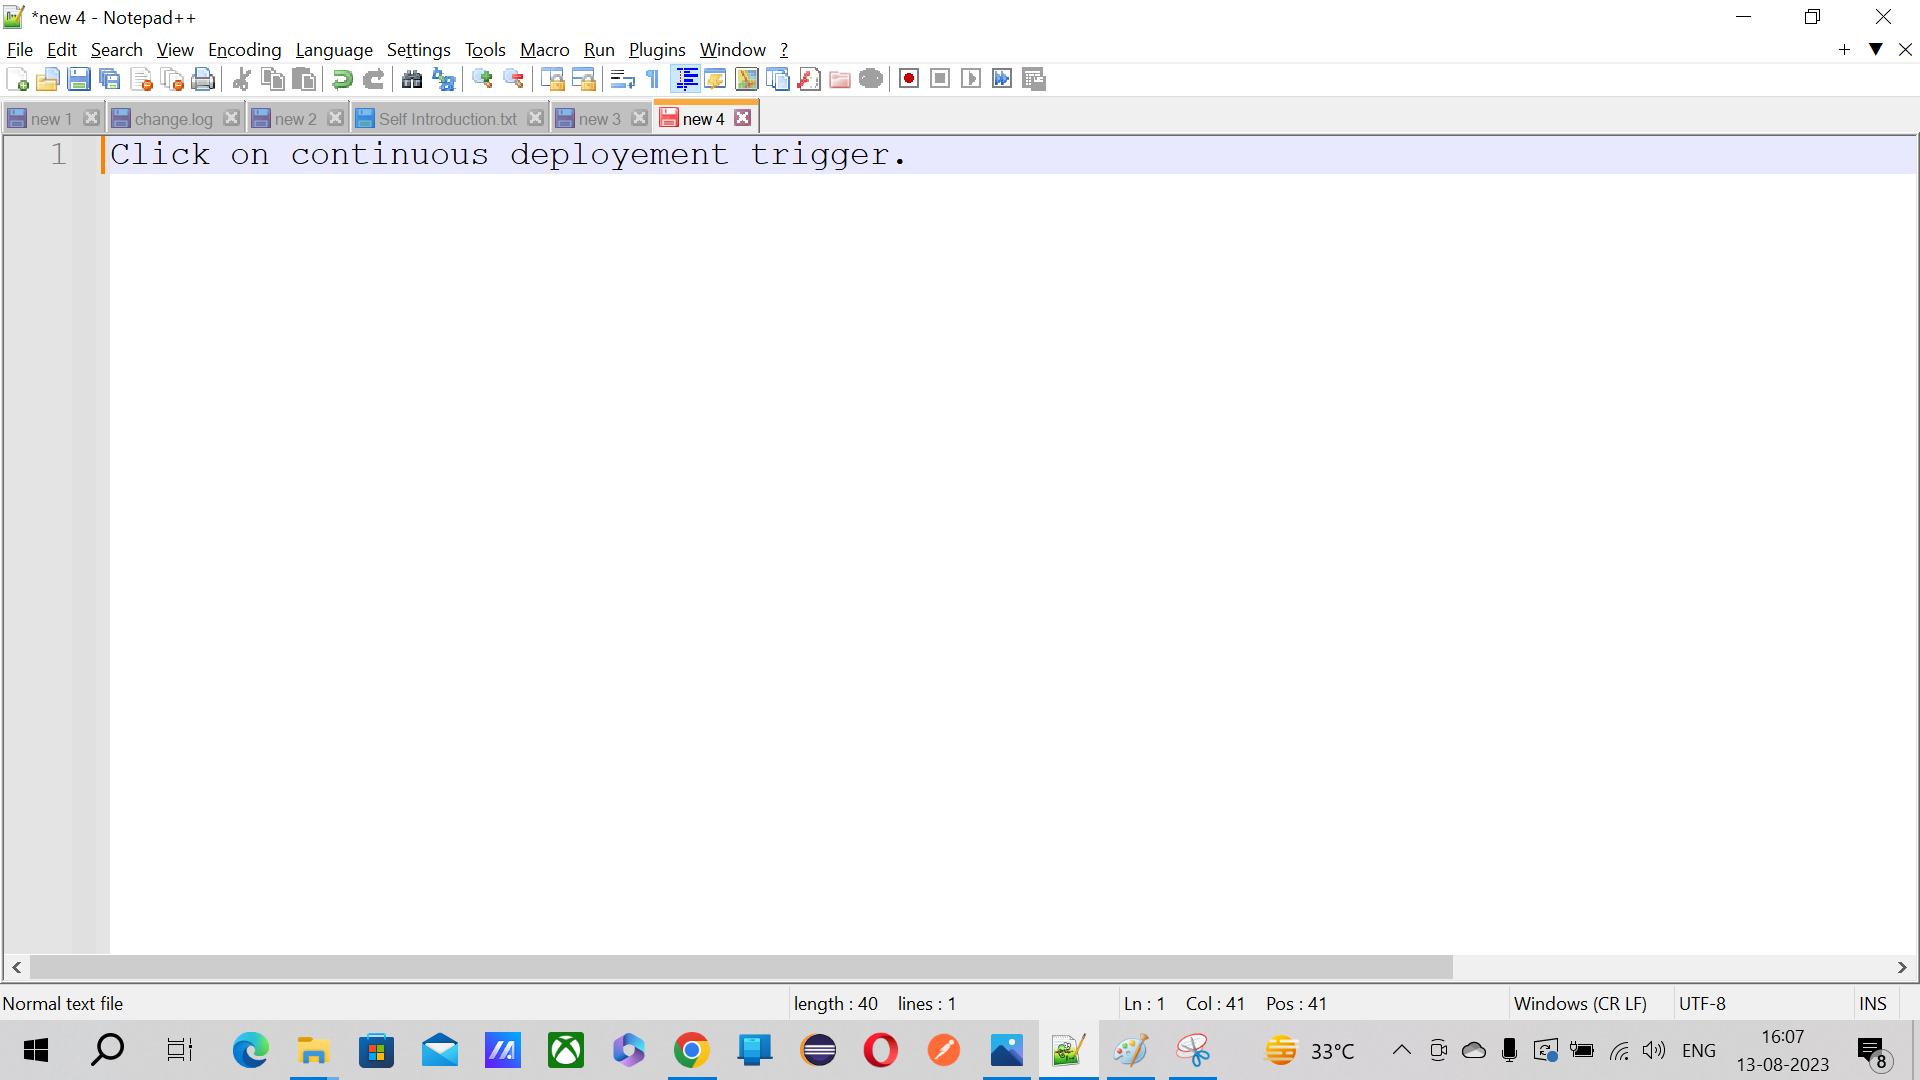 *new 4 - Notepad++
File Edit Search View Encoding Language Settings Tools Macro Run Plugins Window ?
new 1 change.log new 2 Self Introduction.txt new 3 new 4
1 Click on continuous deployement trigger.
Normal text file length : 40 lines : 1 Ln : 1 Col : 41 Pos : 41 Windows (CR LF) UTF-8 INS
33°C ENG 16:07
13-08-2023 8